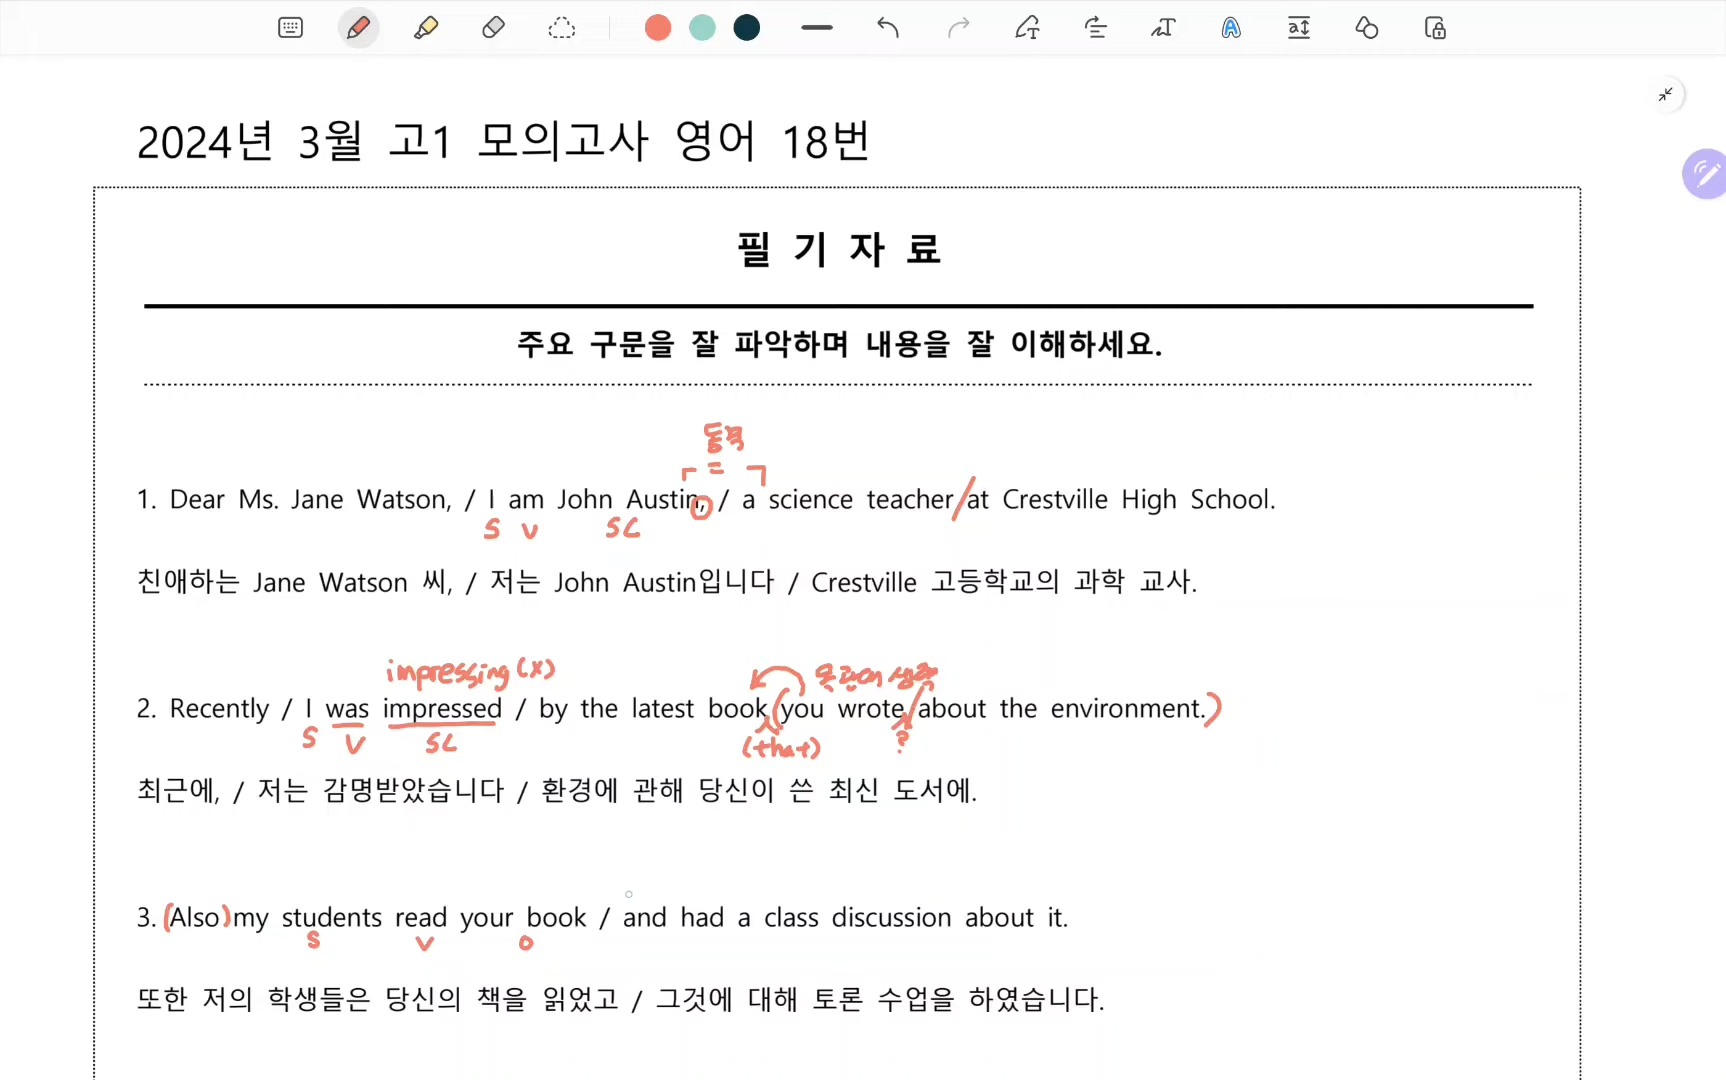 2024년 3월 고1 모의고사 영어 18번
필 기 자 료
주요 구문을 잘 파악하며 내용을 잘 이해하세요.
동격
=
1. Dear Ms. Jane Watson, / I am John Austin, / a science teacher / at Crestville High School.
S V SC
친애하는 Jane Watson 씨, / 저는 John Austin입니다 / Crestville 고등학교의 과학 교사.
impressing (x) 목.관대 생략
2. Recently / I was impressed / by the latest book (you wrote / about the environment.)
S V SC (that) ?
최근에, / 저는 감명받았습니다 / 환경에 관해 당신이 쓴 최신 도서에.
3. (Also) my students read your book / and had a class discussion about it.
S V O
또한 저의 학생들은 당신의 책을 읽었고 / 그것에 대해 토론 수업을 하였습니다.